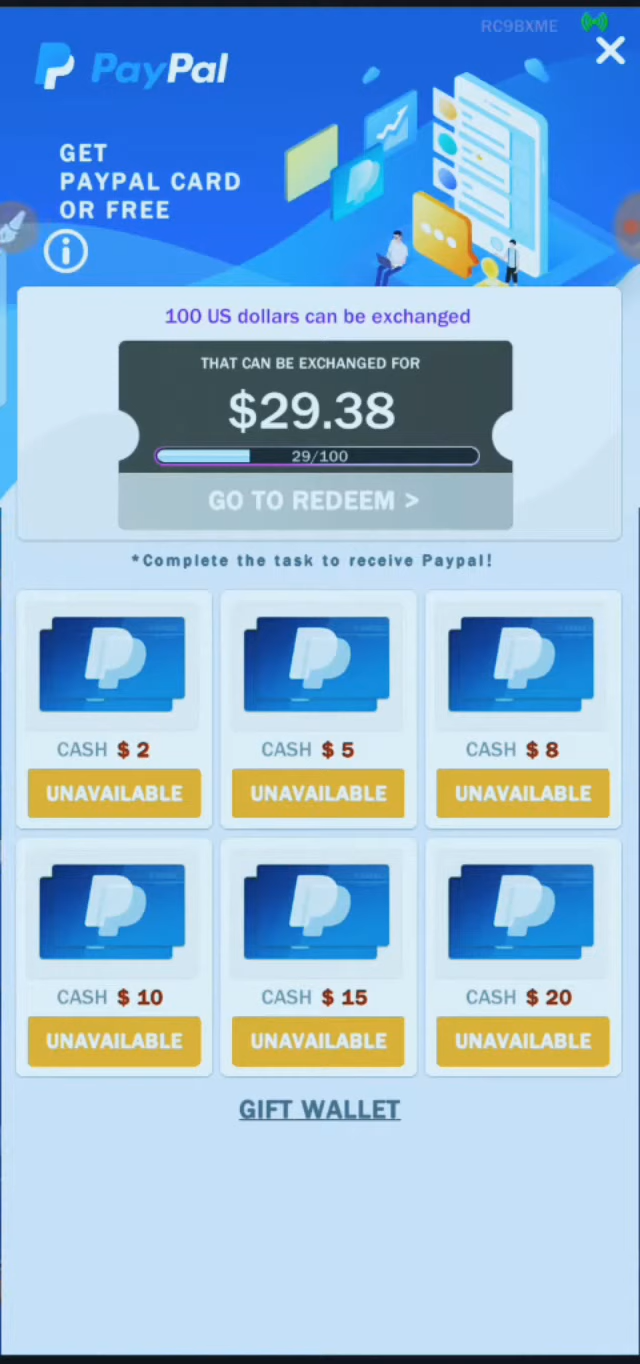 RC9BXME
PayPal
GET
PAYPAL CARD
OR FREE
100 US dollars can be exchanged
THAT CAN BE EXCHANGED FOR
$29.38
29/100
GO TO REDEEM >
*Complete the task to receive Paypal!
CASH $ 2
CASH $ 5
CASH $ 8
UNAVAILABLE
UNAVAILABLE
UNAVAILABLE
CASH $ 10
CASH $ 15
CASH $ 20
UNAVAILABLE
UNAVAILABLE
UNAVAILABLE
GIFT WALLET